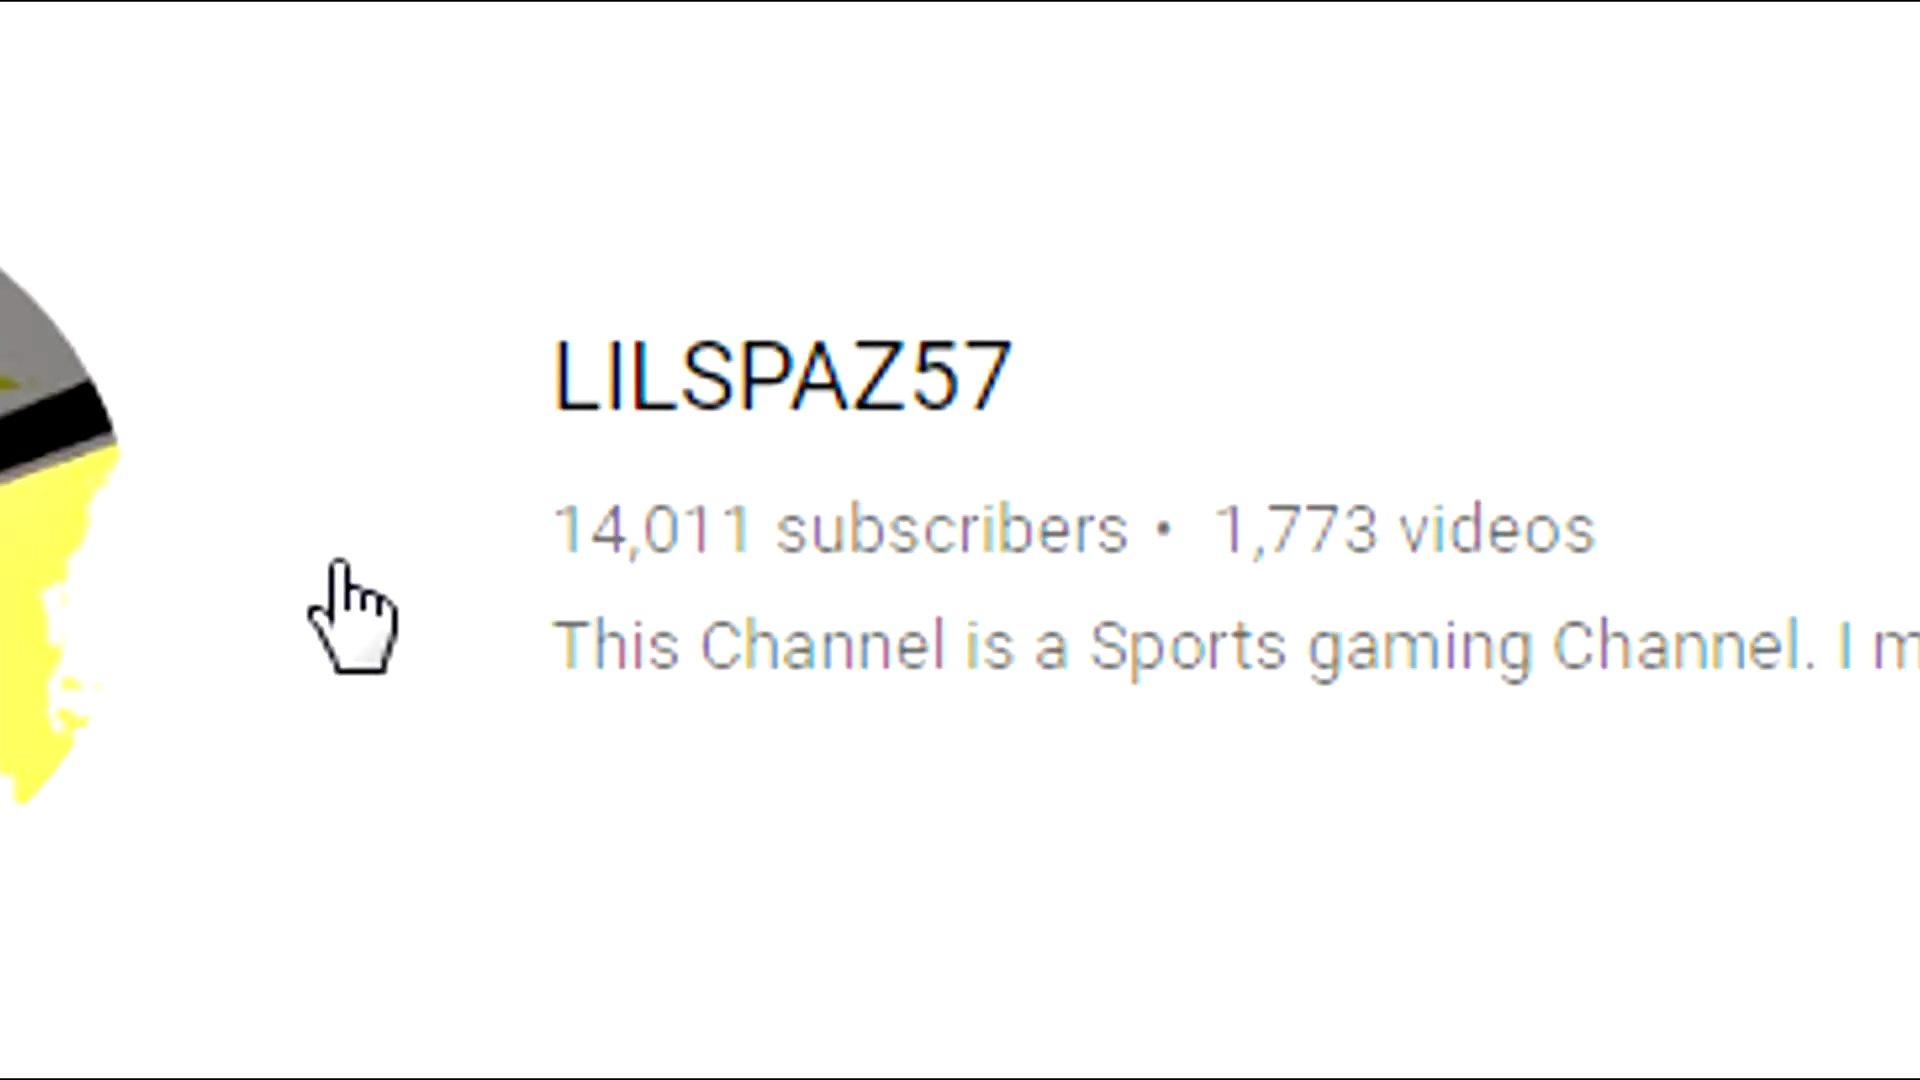 LILSPAZ57
14,011 subscribers • 1,773 videos
This Channel is a Sports gaming Channel. I